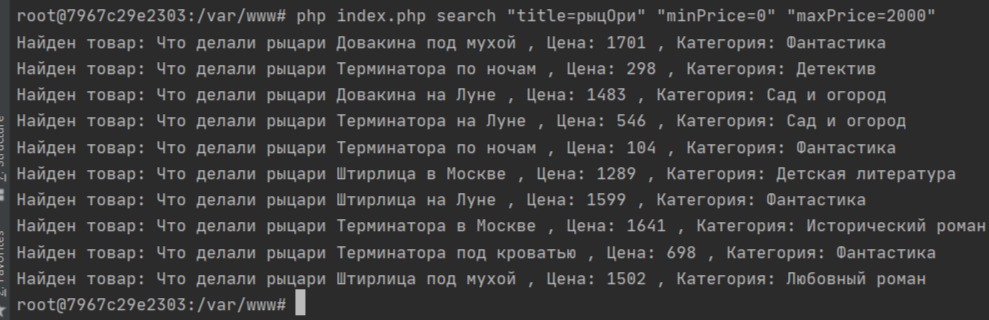 root@7967c29e2303:/var/www# php index.php search "title=рыцОри" "minPrice=0" "maxPrice=2000"
Найден товар: Что делали рыцари Довакина под мухой , Цена: 1701 , Категория: Фантастика
Найден товар: Что делали рыцари Терминатора по ночам , Цена: 298 , Категория: Детектив
Найден товар: Что делали рыцари Довакина на Луне , Цена: 1483 , Категория: Сад и огород
Найден товар: Что делали рыцари Терминатора на Луне , Цена: 546 , Категория: Сад и огород
Найден товар: Что делали рыцари Терминатора по ночам , Цена: 104 , Категория: Фантастика
Найден товар: Что делали рыцари Штирлица в Москве , Цена: 1289 , Категория: Детская литература
Найден товар: Что делали рыцари Штирлица на Луне , Цена: 1599 , Категория: Фантастика
Найден товар: Что делали рыцари Терминатора в Москве , Цена: 1641 , Категория: Исторический роман
Найден товар: Что делали рыцари Терминатора под кроватью , Цена: 698 , Категория: Фантастика
Найден товар: Что делали рыцари Штирлица под мухой , Цена: 1502 , Категория: Любовный роман
root@7967c29e2303:/var/www#